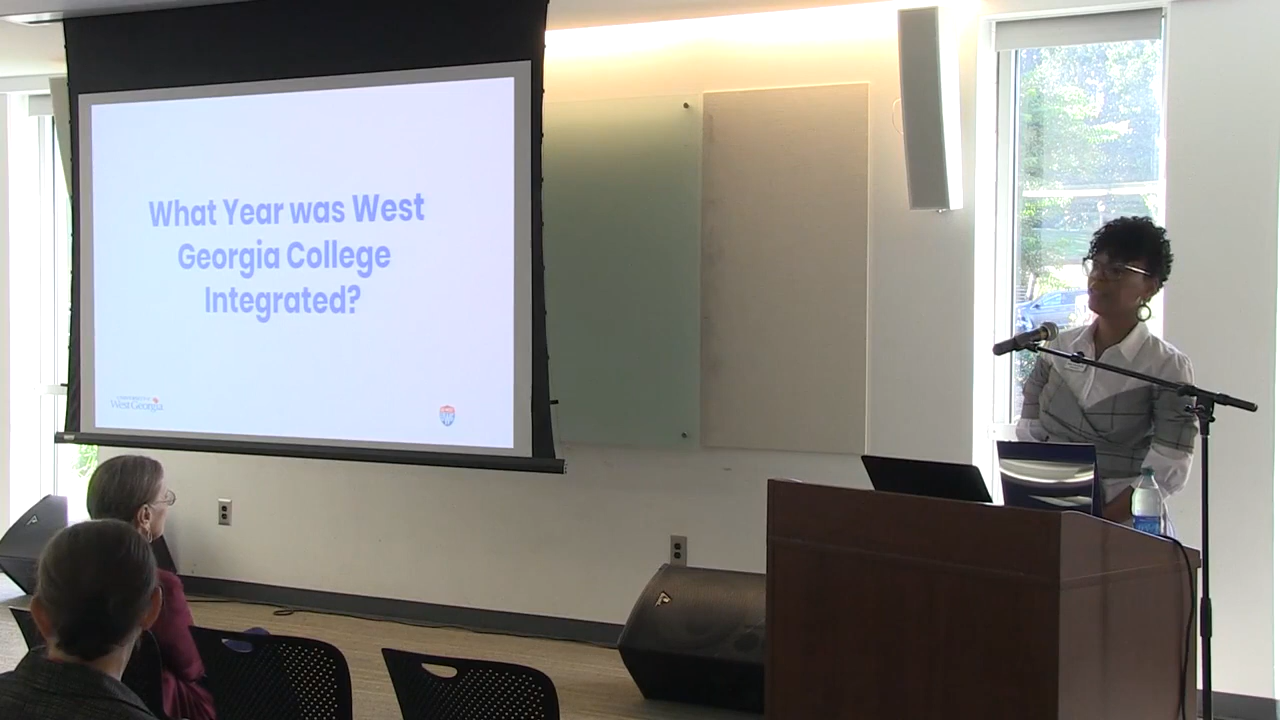 What Year was West
Georgia College
Integrated?
West Georgia